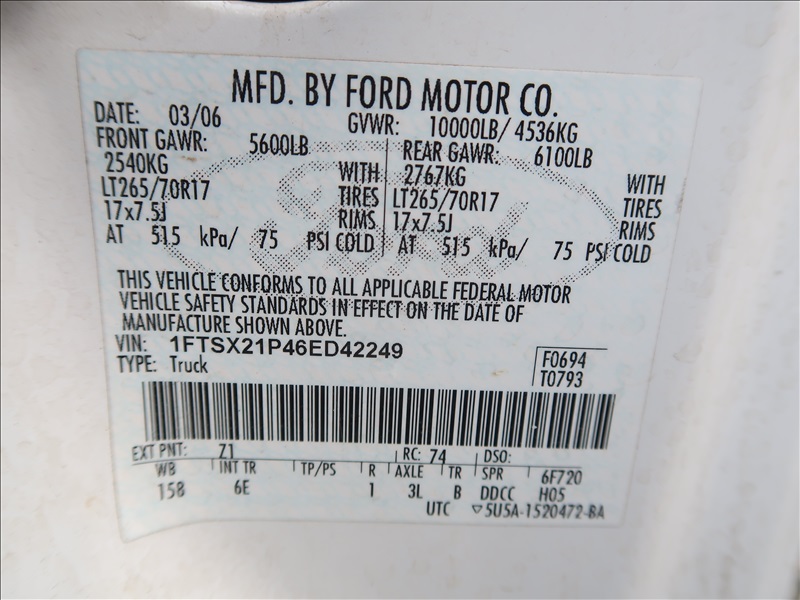 MFD. BY FORD MOTOR CO.
DATE: 03/06 GVWR: 10000LB/ 4536KG
FRONT GAWR: 5600LB REAR GAWR: 6100LB
2540KG WITH 2767KG WITH
LT265/70R17 TIRES LT265/70R17 TIRES
17x7.5J RIMS 17x7.5J RIMS
AT 515 kPa/ 75 PSI COLD AT 515 kPa/ 75 PSI COLD
THIS VEHICLE CONFORMS TO ALL APPLICABLE FEDERAL MOTOR
VEHICLE SAFETY STANDARDS IN EFFECT ON THE DATE OF
MANUFACTURE SHOWN ABOVE.
VIN: 1FTSX21P46ED42249 F0694
TYPE: Truck T0793
EXT PNT: Z1 RC: 74 DSO:
WB INT TR TP/PS R AXLE TR SPR 6F720
158 6E 1 3L B DDCC H05
UTC ▽5U5A-1520472-BA